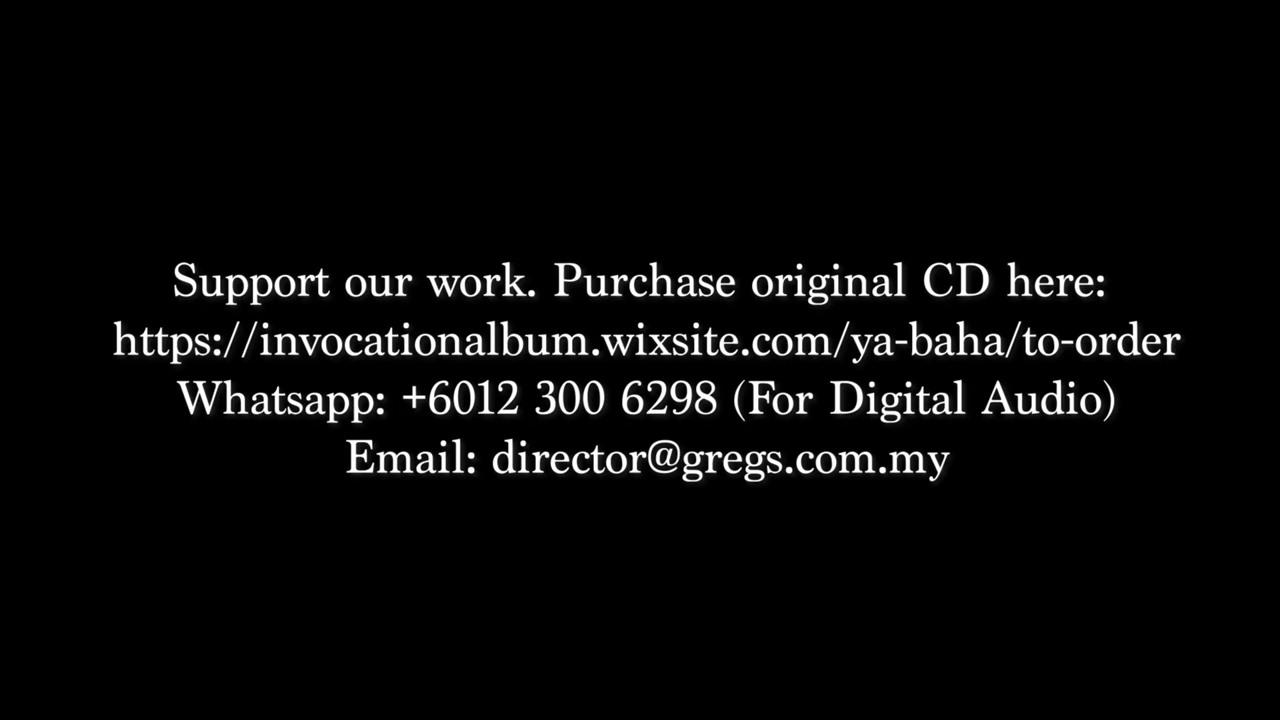 Support our work. Purchase original CD here:
https://invocationalbum.wixsite.com/ya-baha/to-order
Whatsapp: +6012 300 6298 (For Digital Audio)
Email: director@gregs.com.my